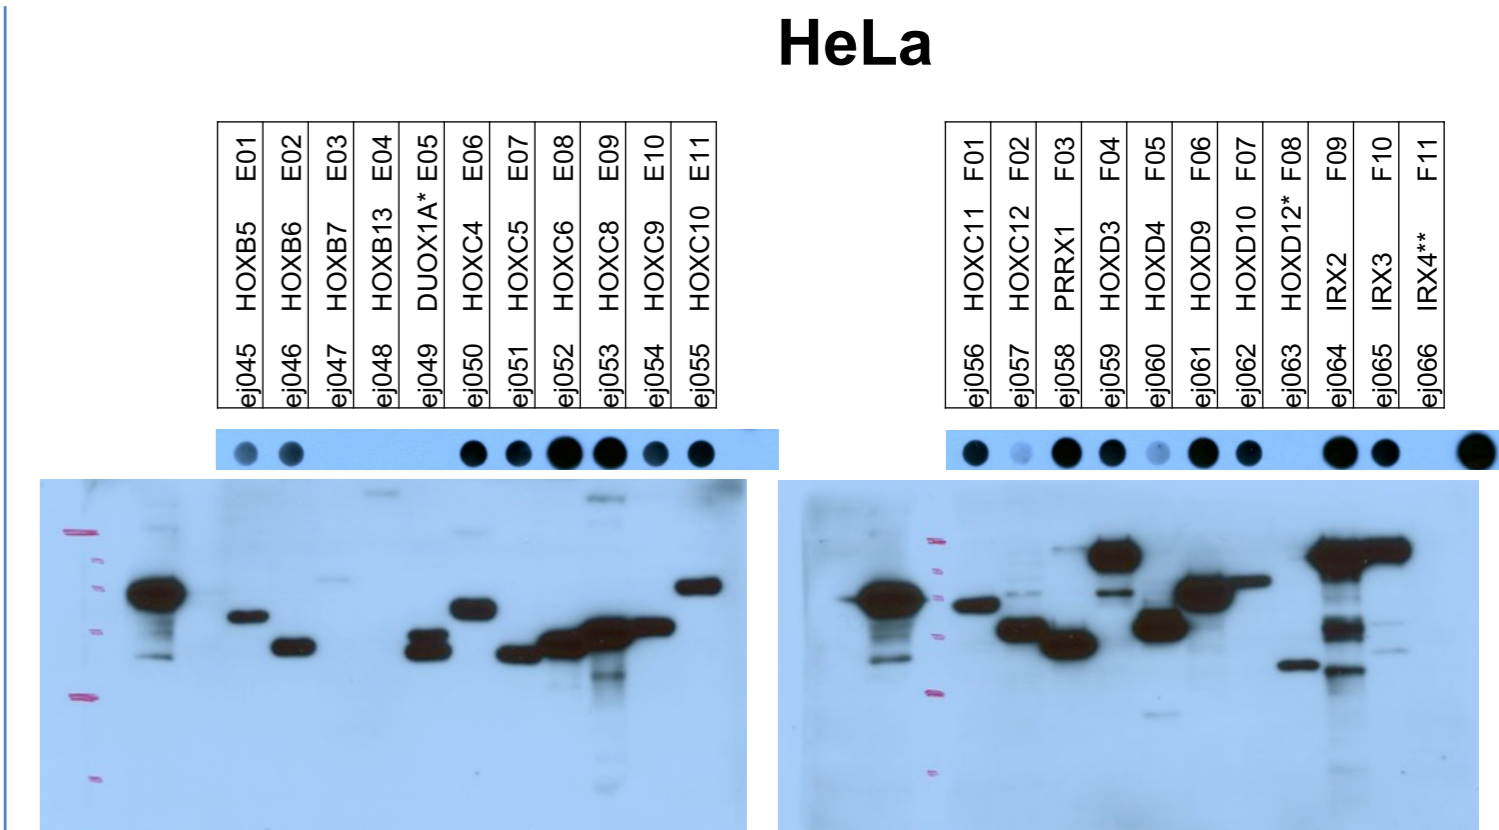 HeLa
ej045 HOXB5 E01
ej046 HOXB6 E02
ej047 HOXB7 E03
ej048 HOXB13 E04
ej049 DUOX1A* E05
ej050 HOXC4 E06
ej051 HOXC5 E07
ej052 HOXC6 E08
ej053 HOXC8 E09
ej054 HOXC9 E10
ej055 HOXC10 E11
ej056 HOXC11 F01
ej057 HOXC12 F02
ej058 PRRX1 F03
ej059 HOXD3 F04
ej060 HOXD4 F05
ej061 HOXD9 F06
ej062 HOXD10 F07
ej063 HOXD12* F08
ej064 IRX2 F09
ej065 IRX3 F10
ej066 IRX4** F11